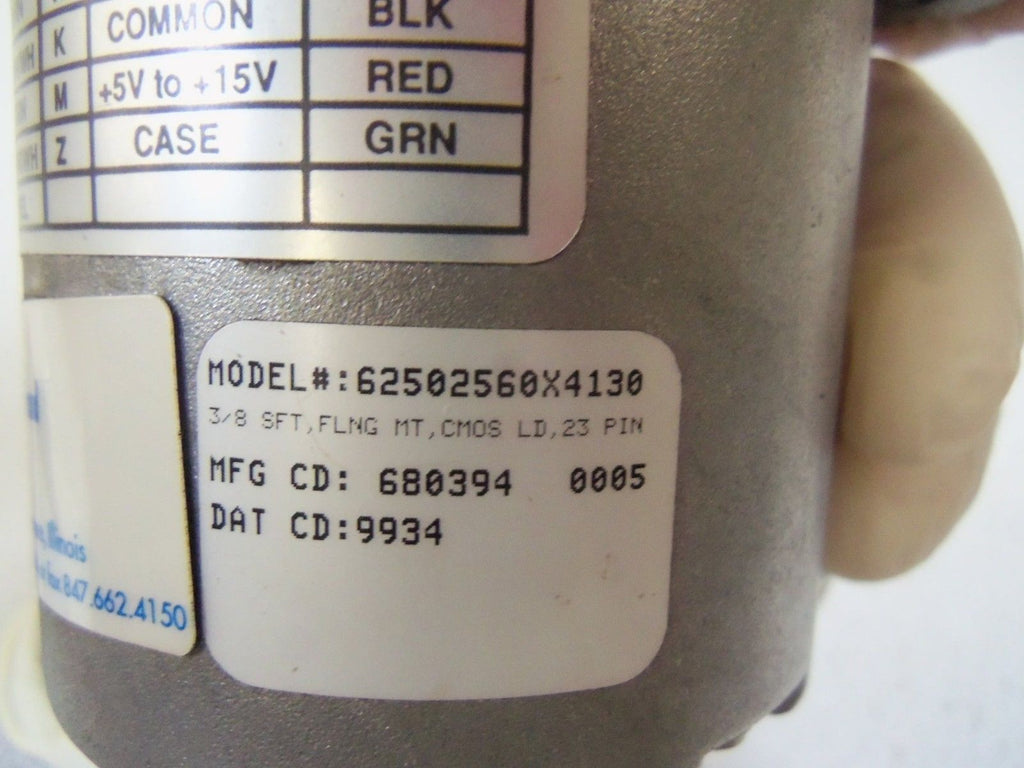 K COMMON BLK
M +5V to +15V RED
Z CASE GRN
MODEL#:62502560X4130
3/8 SFT,FLNG MT,CMOS LD,23 PIN
MFG CD: 680394 0005
DAT CD:9934
Illinois
fax 847.662.4150